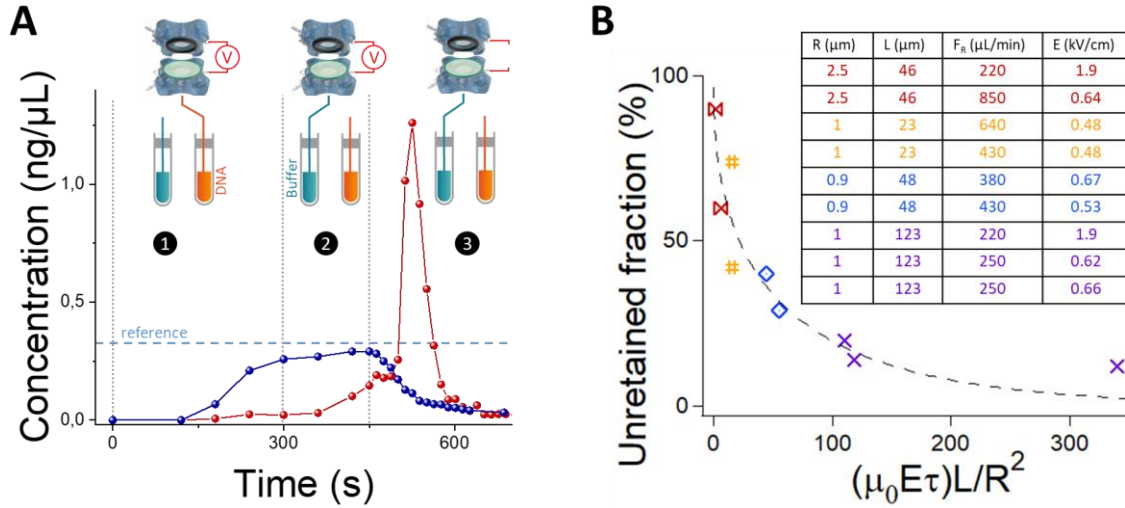 A
V
V
Concentration (ng/µL)
1,0
0,5
0,0
DNA
Buffer
1
2
3
reference
0
300
600
Time (s)
B
Unretained fraction (%)
100
50
0
R (µm) L (µm) F_R (µL/min) E (kV/cm)
2.5 46 220 1.9
2.5 46 850 0.64
1 23 640 0.48
1 23 430 0.48
0.9 48 380 0.67
0.9 48 430 0.53
1 123 220 1.9
1 123 250 0.62
1 123 250 0.66
0
100
200
300
(µ₀Eτ)L/R²